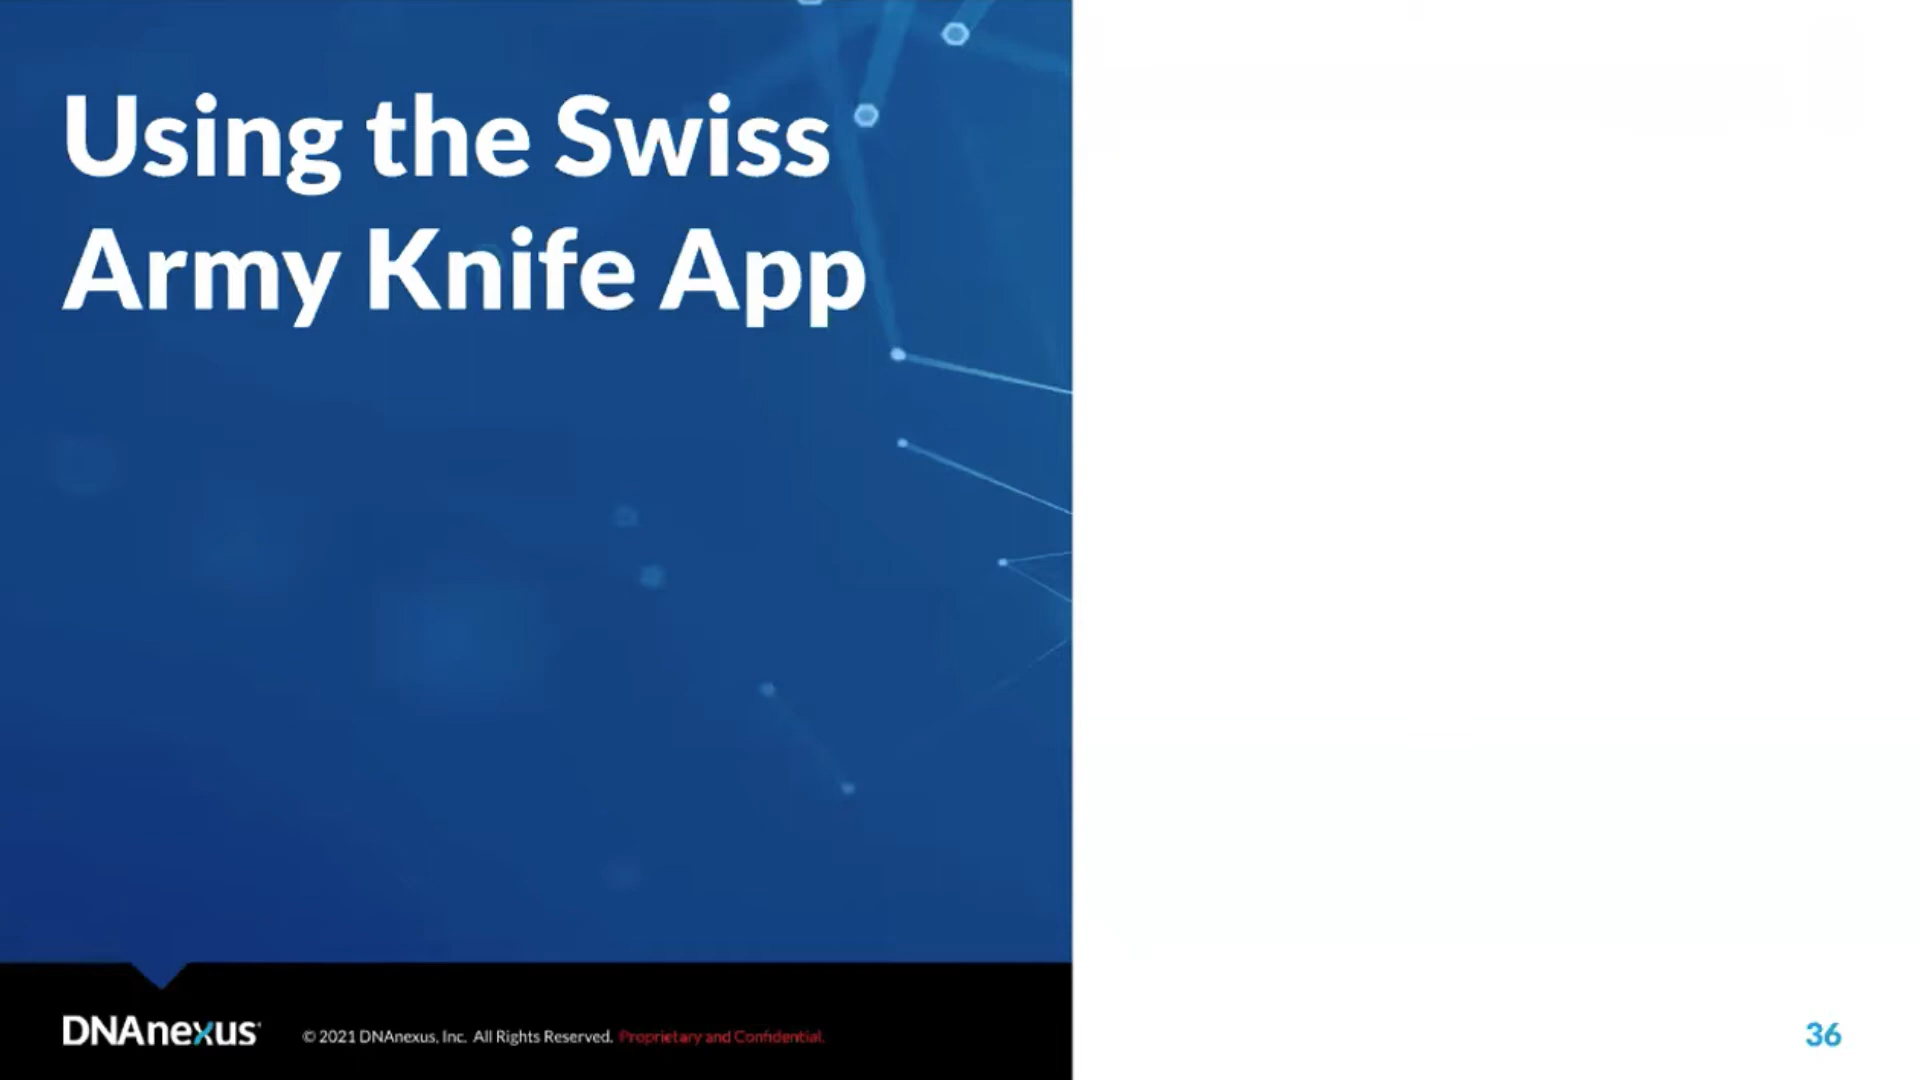 Using the Swiss
Army Knife App
DNAnexus
© 2021 DNAnexus, Inc. All Rights Reserved. Proprietary and Confidential.
36